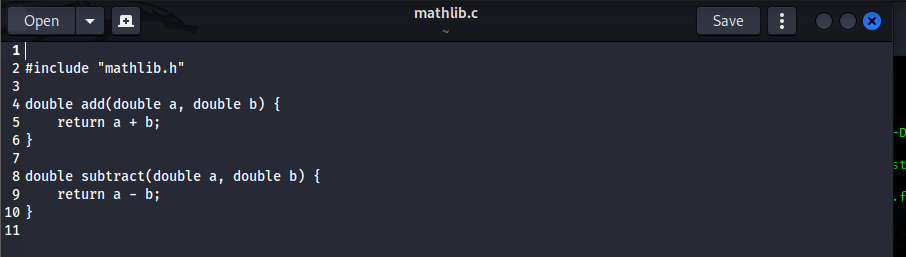 Open
mathlib.c
~
Save
1
2 #include "mathlib.h"
3
4 double add(double a, double b) {
5     return a + b;
6 }
7
8 double subtract(double a, double b) {
9     return a - b;
10 }
11
-D
st
.f